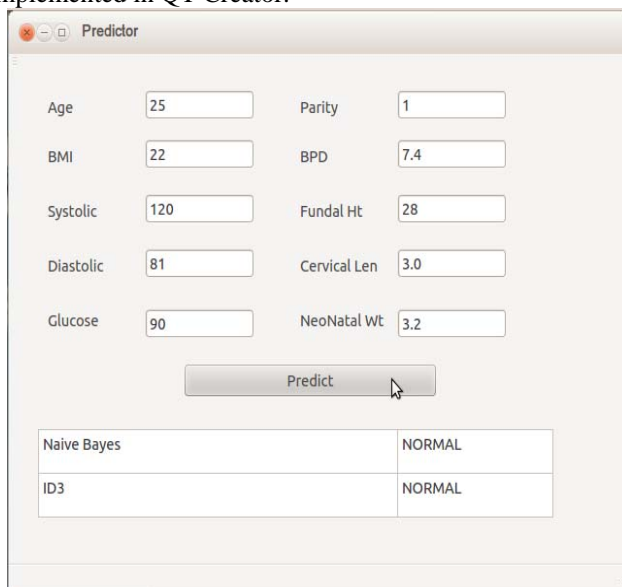 implemented in QT Creator.
Predictor
Age 25 Parity 1
BMI 22 BPD 7.4
Systolic 120 Fundal Ht 28
Diastolic 81 Cervical Len 3.0
Glucose 90 NeoNatal Wt 3.2
Predict
Naive Bayes NORMAL
ID3 NORMAL